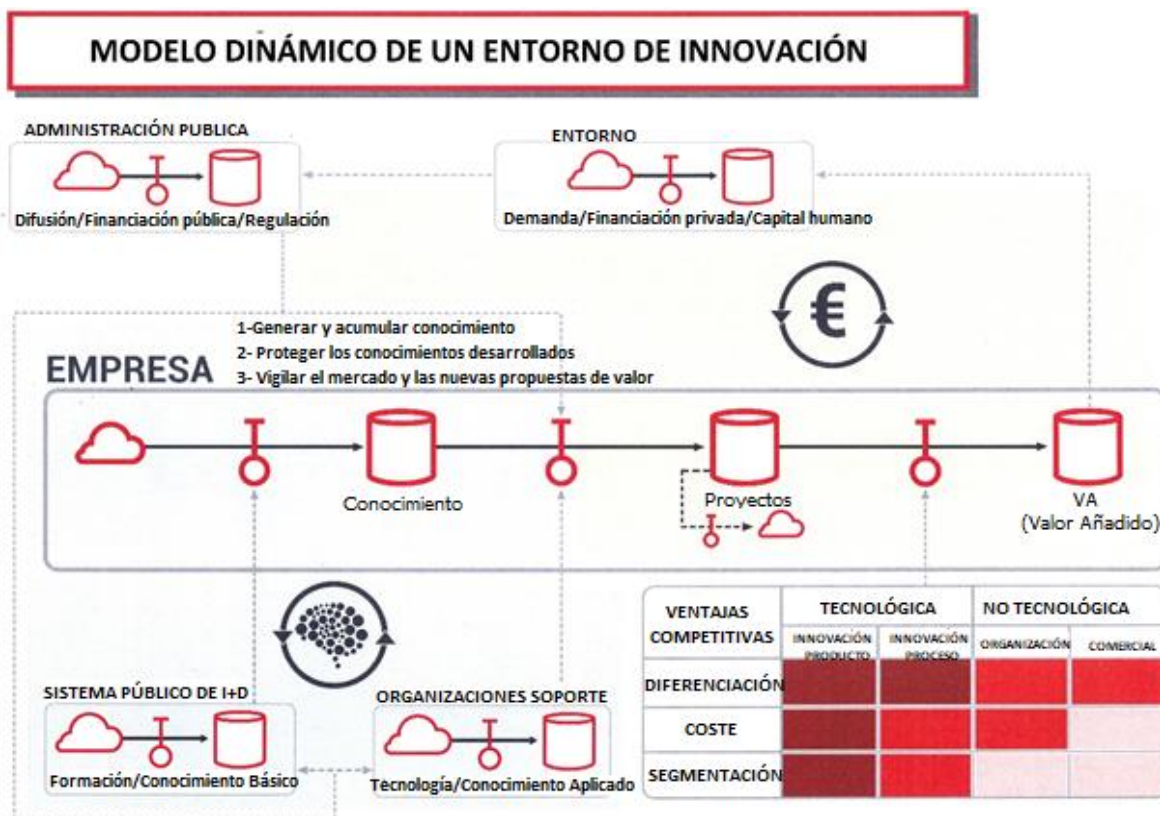 MODELO DINÁMICO DE UN ENTORNO DE INNOVACIÓN
ADMINISTRACIÓN PUBLICA
Difusión/Financiación pública/Regulación
ENTORNO
Demanda/Financiación privada/Capital humano
€
1-Generar y acumular conocimiento
2- Proteger los conocimientos desarrollados
3- Vigilar el mercado y las nuevas propuestas de valor
EMPRESA
Conocimiento
Proyectos
VA
(Valor Añadido)
SISTEMA PÚBLICO DE I+D
Formación/Conocimiento Básico
ORGANIZACIONES SOPORTE
Tecnología/Conocimiento Aplicado
VENTAJAS
COMPETITIVAS
TECNOLÓGICA
NO TECNOLÓGICA
INNOVACIÓN
PRODUCTO
INNOVACIÓN
PROCESO
ORGANIZACIÓN
COMERCIAL
DIFERENCIACIÓN
COSTE
SEGMENTACIÓN